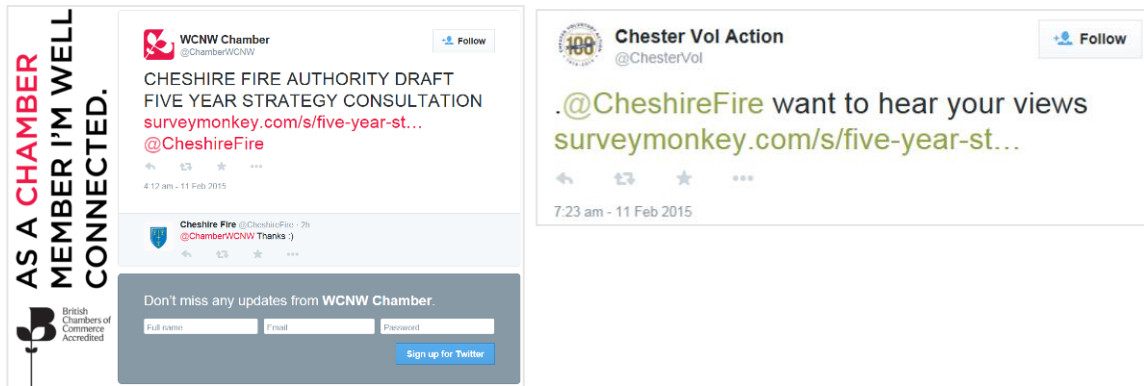 AS A CHAMBER
MEMBER I'M WELL
CONNECTED.
British
Chambers of
Commerce
Accredited
WCNW Chamber
@ChamberWCNW
Follow
CHESHIRE FIRE AUTHORITY DRAFT
FIVE YEAR STRATEGY CONSULTATION
surveymonkey.com/s/five-year-st…
@CheshireFire
4:12 am - 11 Feb 2015
Cheshire Fire @CheshireFire · 2h
@ChamberWCNW Thanks :)
Don't miss any updates from WCNW Chamber.
Full name Email Password
Sign up for Twitter
100
Chester Vol Action
@ChesterVol
Follow
.@CheshireFire want to hear your views
surveymonkey.com/s/five-year-st…
7:23 am - 11 Feb 2015